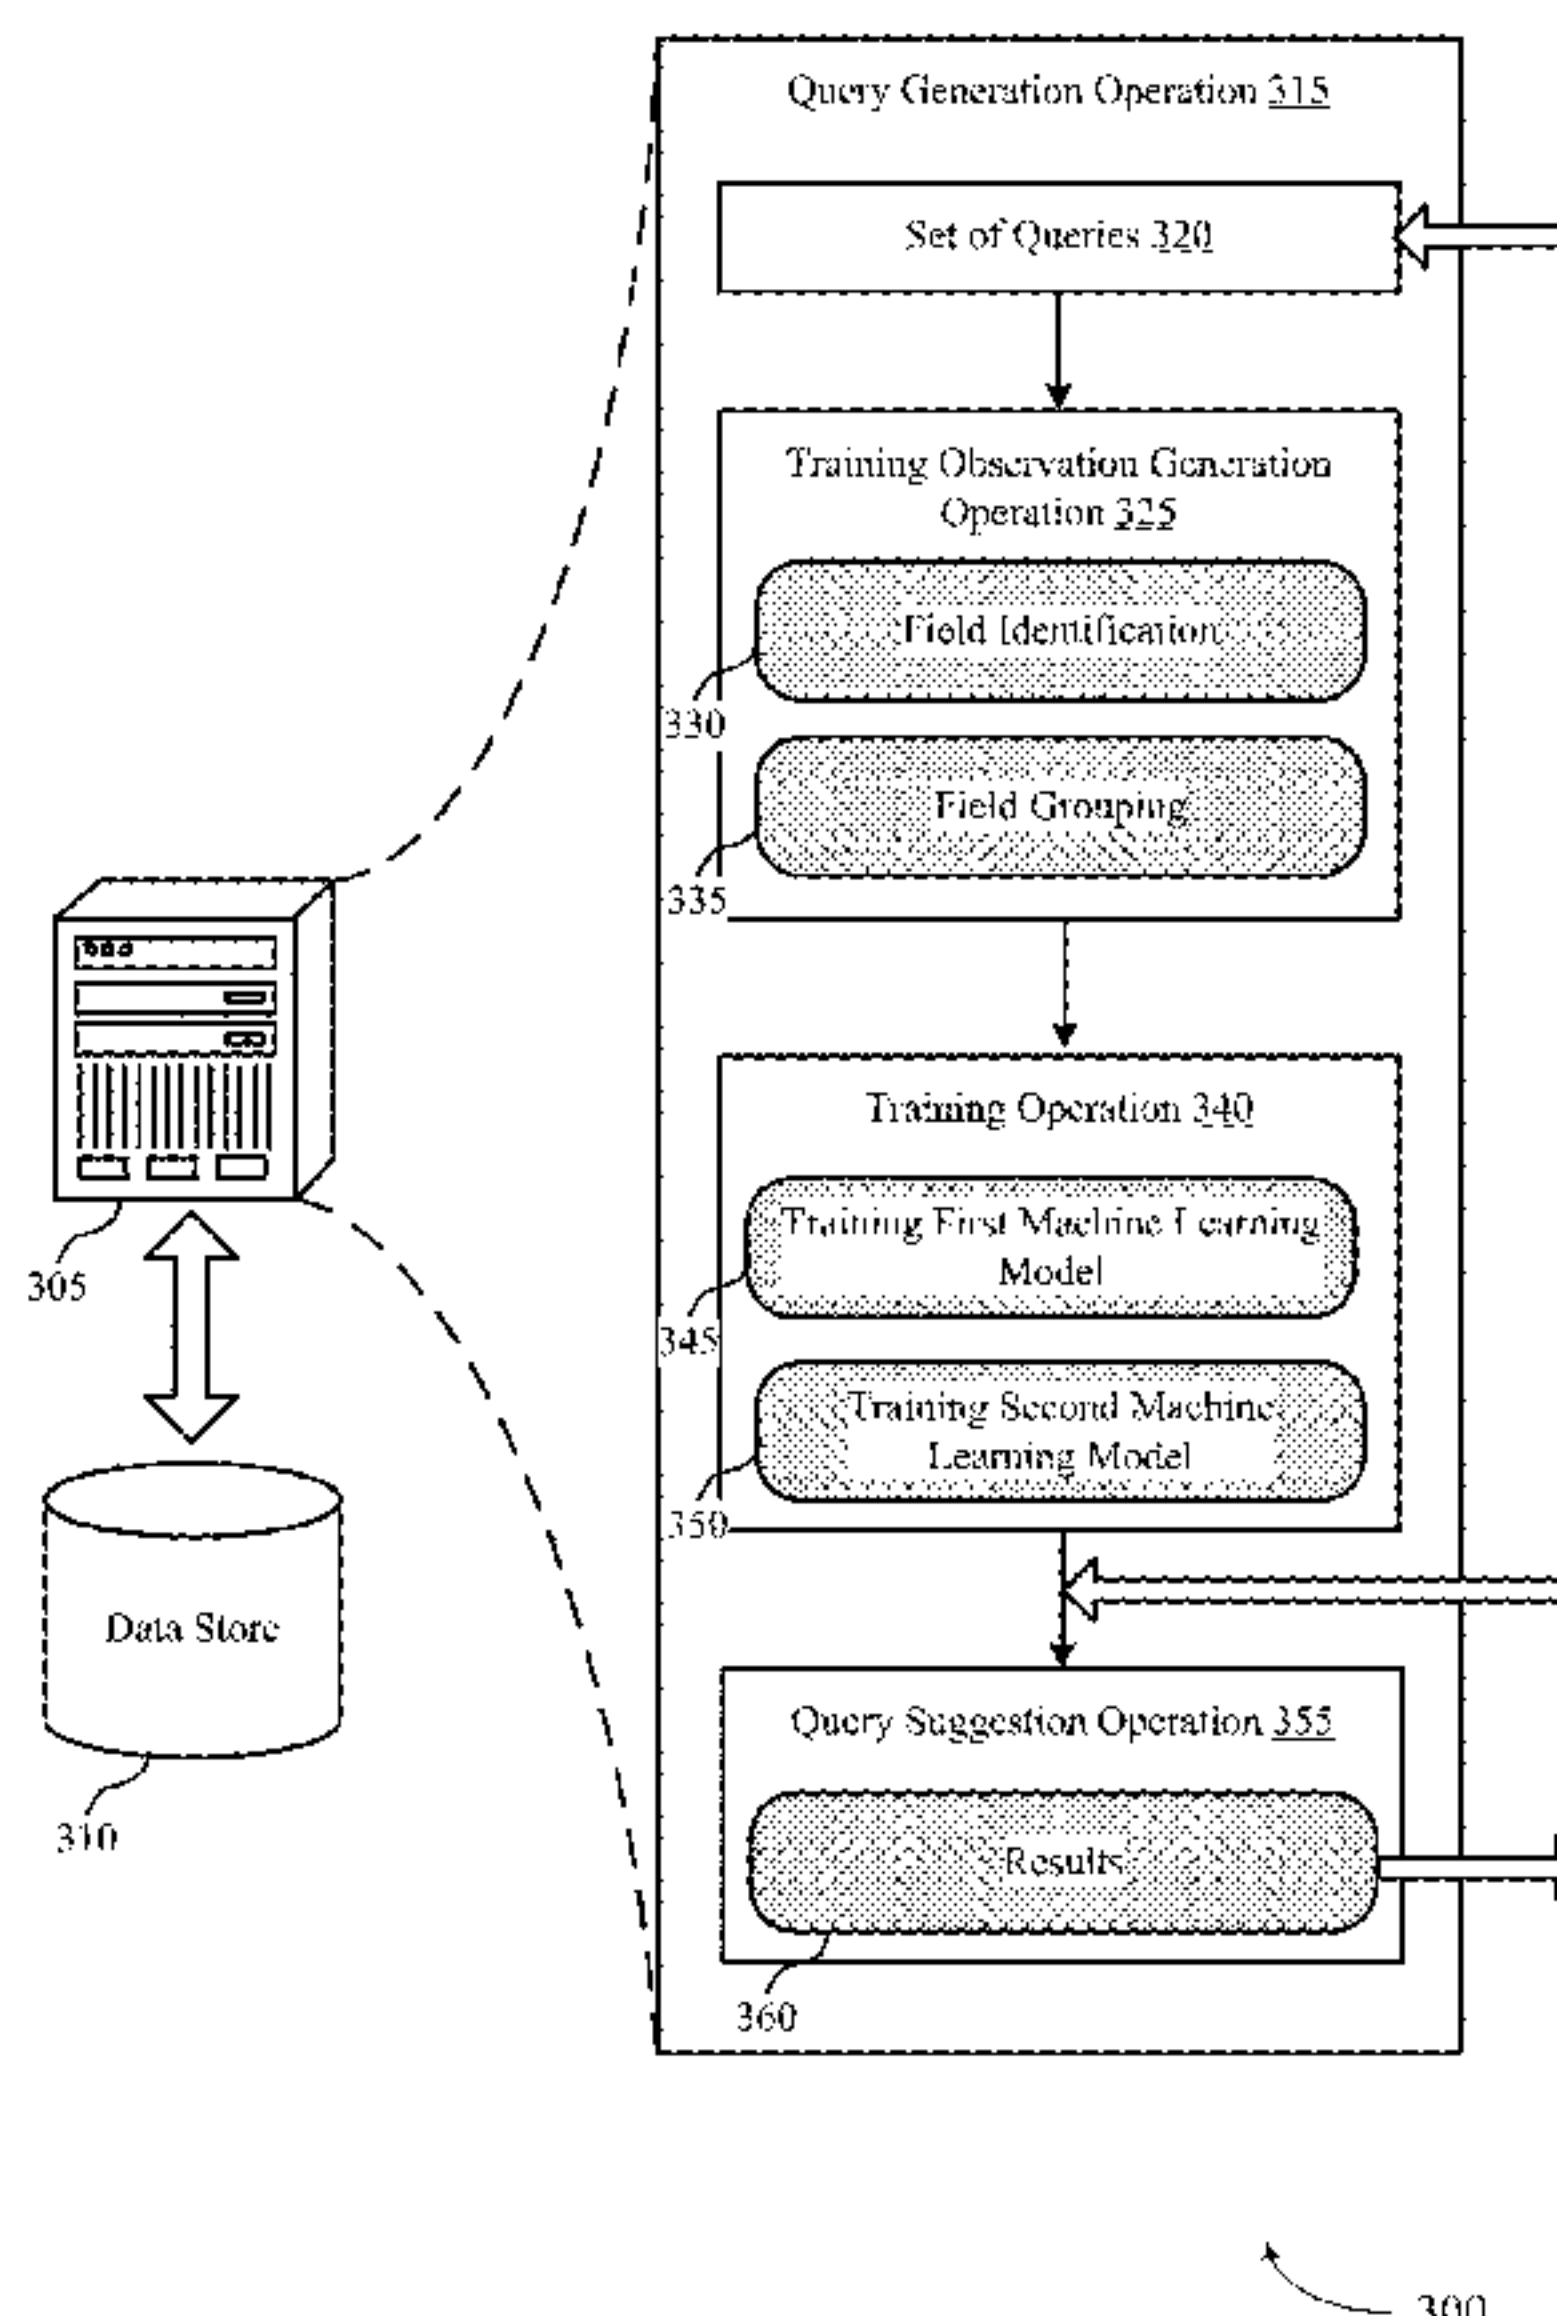 Query Generation Operation 315
Set of Queries 320
Training Observation Generation
Operation 325
Field Identification
330
Field Grouping
335
Training Operation 340
Training First Machine Learning
Model
345
Training Second Machine
Learning Model
350
305
Data Store
310
Query Suggestion Operation 355
Results
360
300